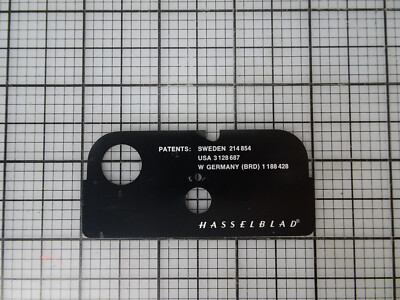 PATENTS: SWEDEN 214 854
USA 3 128 687
W GERMANY (BRD) 1 188 428
HASSELBLAD®